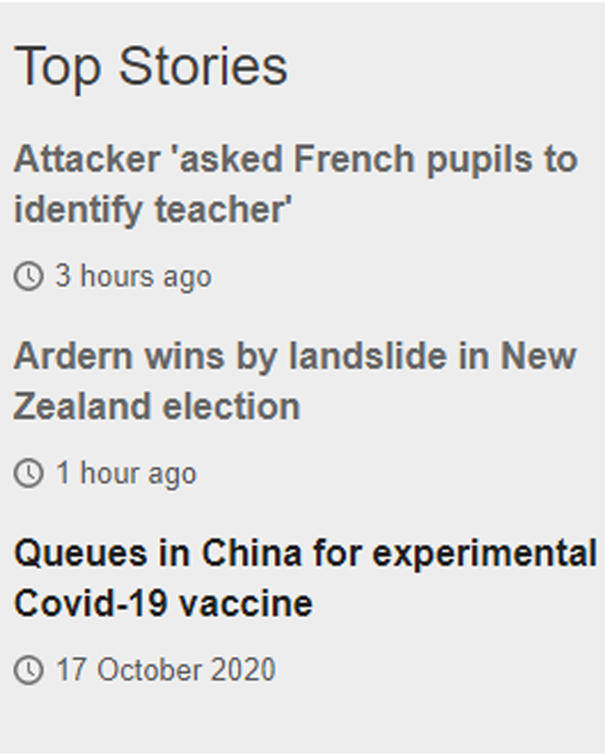 Top Stories
Attacker 'asked French pupils to
identify teacher'
3 hours ago
Ardern wins by landslide in New
Zealand election
1 hour ago
Queues in China for experimental
Covid-19 vaccine
17 October 2020